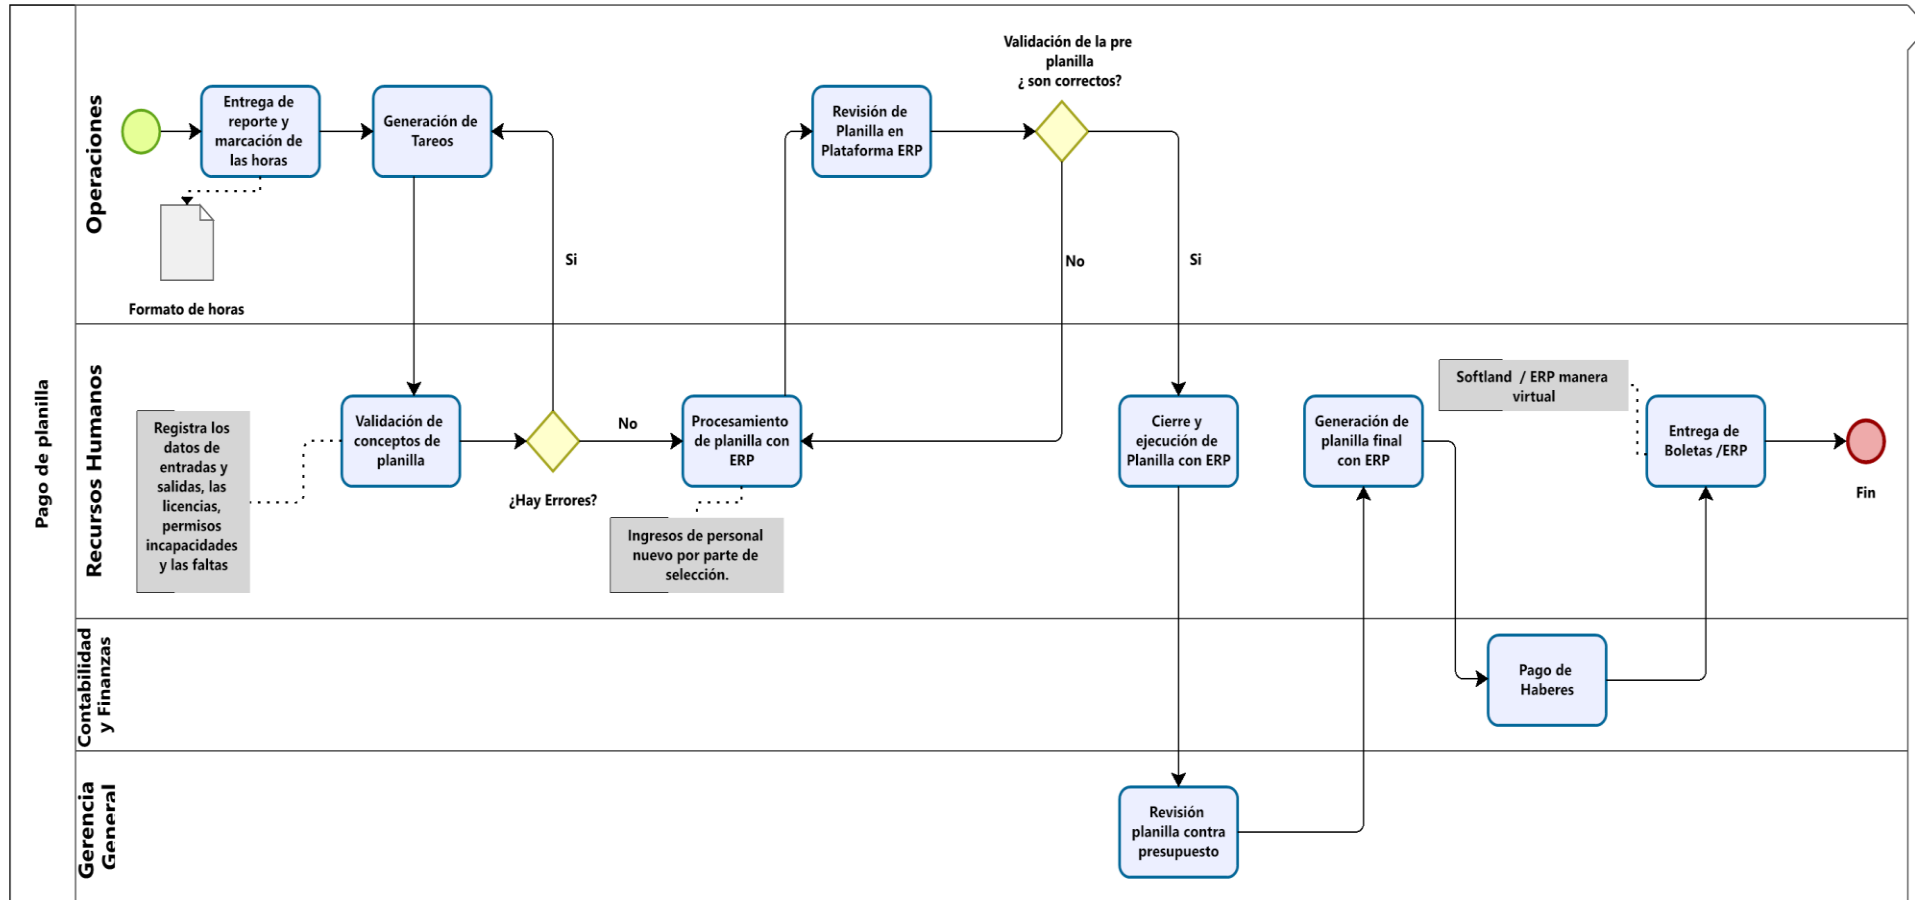 Pago de planilla
Operaciones
Entrega de
reporte y
marcación de
las horas
Generación de
Tareos
Formato de horas
Si
Revisión de
Planilla en
Plataforma ERP
Validación de la pre
planilla
¿ son correctos?
No
Si
Recursos Humanos
Registra los
datos de
entradas y
salidas, las
licencias,
permisos
incapacidades
y las faltas
Validación de
conceptos de
planilla
¿Hay Errores?
No
Procesamiento
de planilla con
ERP
Ingresos de personal
nuevo por parte de
selección.
Cierre y
ejecución de
Planilla con ERP
Generación de
planilla final
con ERP
Softland / ERP manera
virtual
Entrega de
Boletas /ERP
Fin
Contabilidad
y Finanzas
Pago de
Haberes
Gerencia
General
Revisión
planilla contra
presupuesto